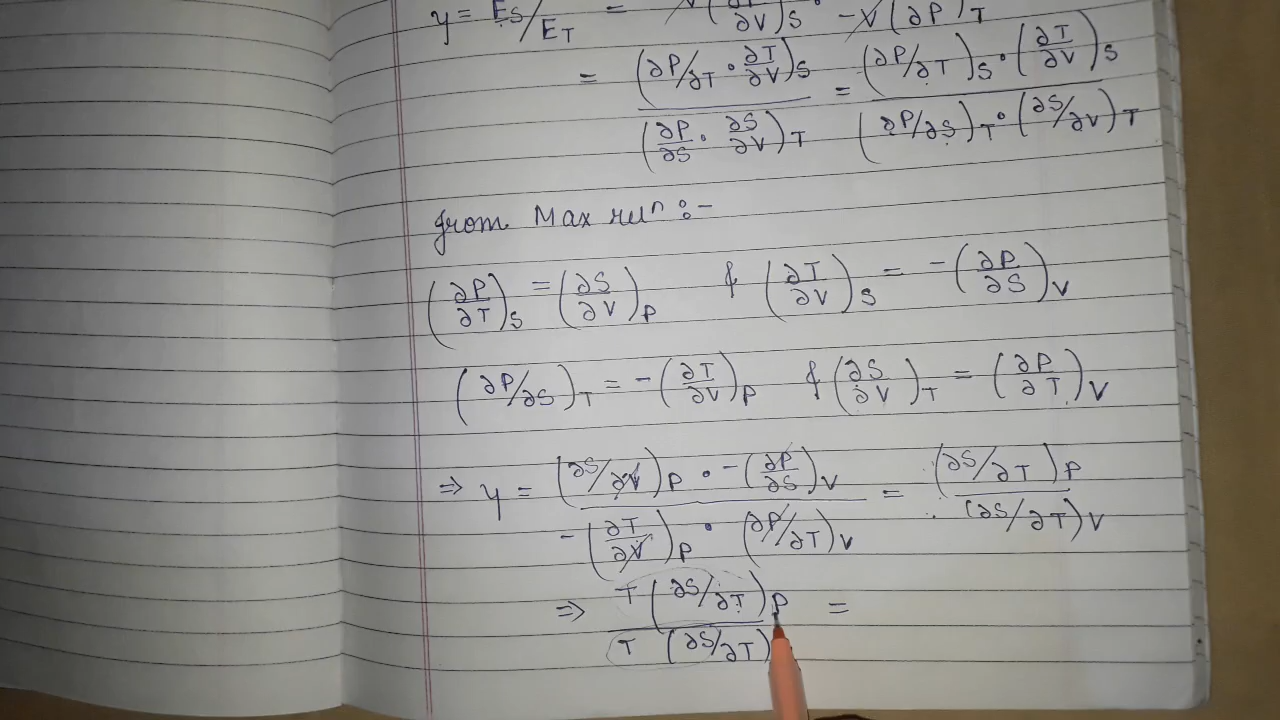 y = Es/ET = -V(∂P/∂V)s / -V(∂P )T
= (∂P/∂T · ∂T/∂V)s / (∂P/∂S · ∂S/∂V)T = (∂P/∂T)s · (∂T/∂V)s / (∂P/∂S)T · (∂S/∂V)T
from Max reln :-
(∂P/∂T)s = (∂S/∂V)P & (∂T/∂V)s = -(∂P/∂S)V
(∂P/∂S)T = -(∂T/∂V)P & (∂S/∂V)T = (∂P/∂T)V
⇒ y = (∂S/∂V)P · -(∂P/∂S)V / -(∂T/∂V)P · (∂P/∂T)V = (∂S/∂T)P / (∂S/∂T)V
⇒ T(∂S/∂T)P / T(∂S/∂T) =